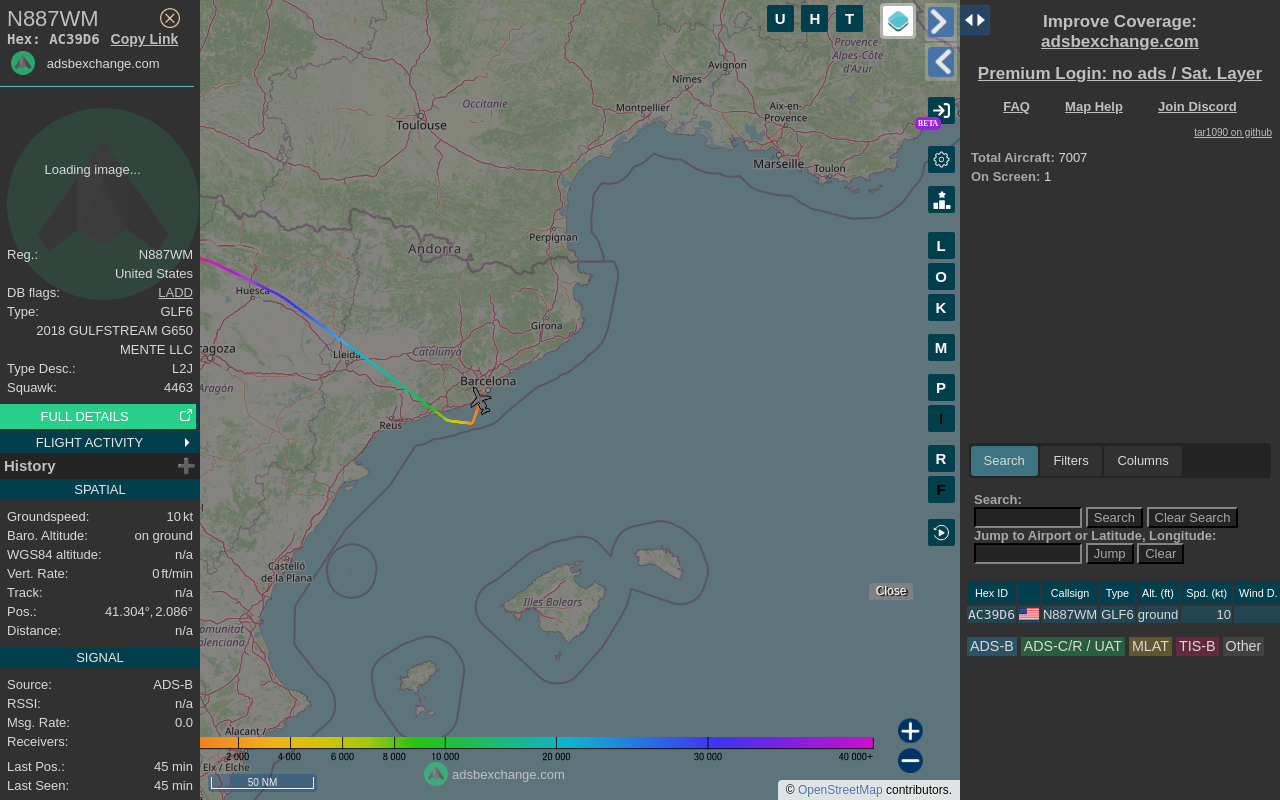 N887WM
Hex: AC39D6 Copy Link
adsbexchange.com
Loading image...
Reg.: N887WM
United States
DB flags: LADD
Type: GLF6
2018 GULFSTREAM G650
MENTE LLC
Type Desc.: L2J
Squawk: 4463
FULL DETAILS
FLIGHT ACTIVITY
History
SPATIAL
Groundspeed: 10 kt
Baro. Altitude: on ground
WGS84 altitude: n/a
Vert. Rate: 0 ft/min
Track: n/a
Pos.: 41.304°, 2.086°
Distance: n/a
SIGNAL
Source: ADS-B
RSSI: n/a
Msg. Rate: 0.0
Receivers:
Last Pos.: 45 min
Last Seen: 45 min
U H T
Provence-
Alpes-Côte
d'Azur
Avignon
Nîmes
Occitanie
Montpellier
Aix-en-
Provence
Toulouse
Marseille
Toulon
Perpignan
Andorra
Huesca
Girona
Lleida
Catalunya
ragoza
Aragón
Barcelona
Reus
Castelló
de la Plana
Illes Balears
omunitat
alenciana
Alacant /
Elx / Elche
BETA
L
O
K
M
P
I
R
F
Close
2 000 4 000 6 000 8 000 10 000 20 000 30 000 40 000+
50 NM
adsbexchange.com
© OpenStreetMap contributors.
Improve Coverage:
adsbexchange.com
Premium Login: no ads / Sat. Layer
FAQ Map Help Join Discord
tar1090 on github
Total Aircraft: 7007
On Screen: 1
Search Filters Columns
Search:
Search Clear Search
Jump to Airport or Latitude, Longitude:
Jump Clear
Hex ID Callsign Type Alt. (ft) Spd. (kt) Wind D.
AC39D6 N887WM GLF6 ground 10
ADS-B ADS-C/R / UAT MLAT TIS-B Other